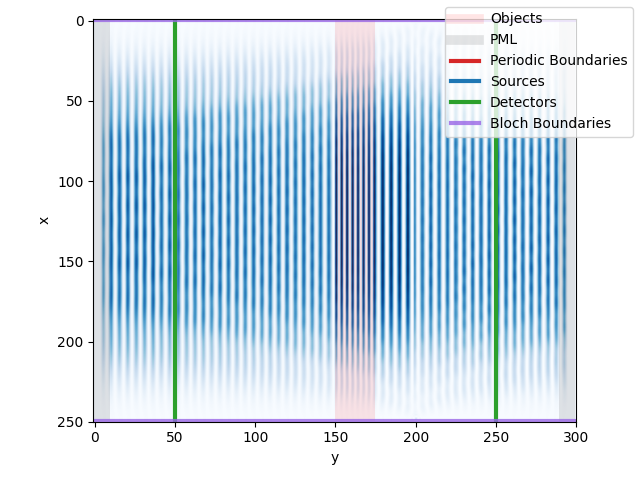 Objects
PML
Periodic Boundaries
Sources
Detectors
Bloch Boundaries
0
50
100
150
200
250
x
0 50 100 150 200 250 300
y